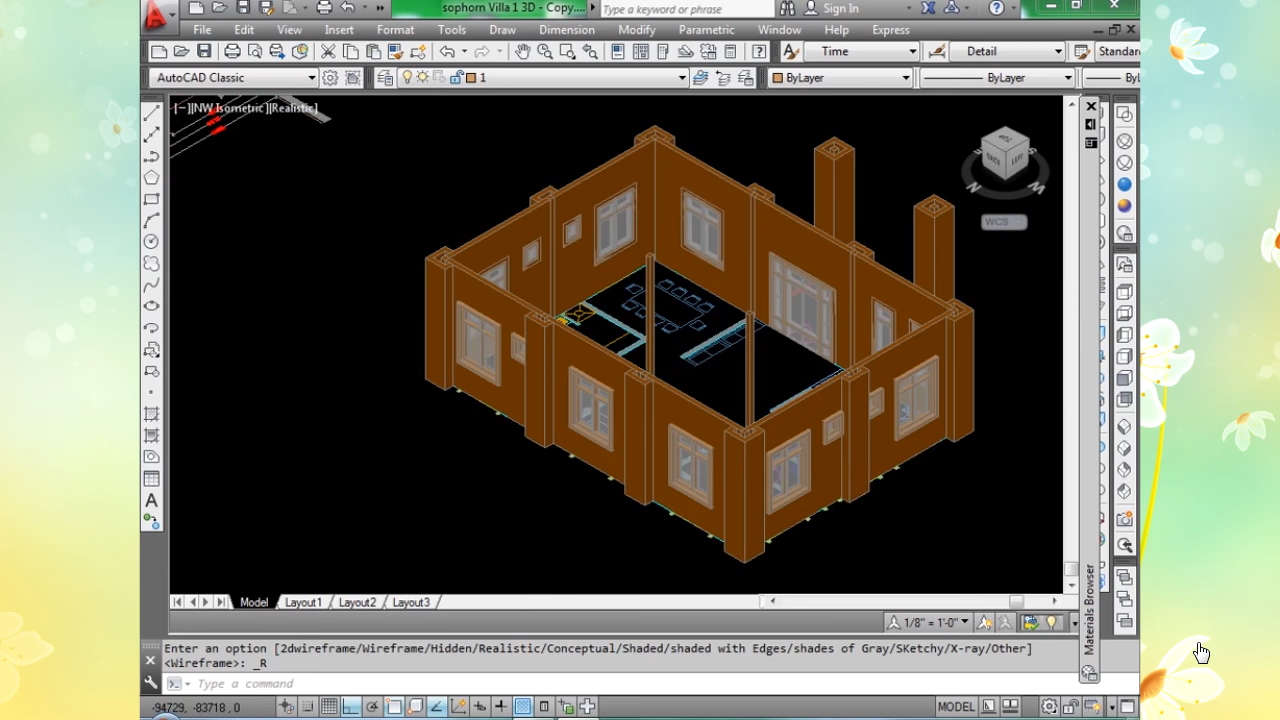 sophorn Villa 1 3D - Copy....
Type a keyword or phrase
Sign In
File Edit View Insert Format Tools Draw Dimension Modify Parametric Window Help Express
Time
Detail
Standar
AutoCAD Classic
1
ByLayer
ByLayer
ByL
[−][NW Isometric][Realistic]
TOP
LEFT
N
WCS
Materials Browser
Model Layout1 Layout2 Layout3
1/8" = 1'-0"
Enter an option [2dwireframe/Wireframe/Hidden/Realistic/Conceptual/Shaded/shaded with Edges/shades of Gray/SKetchy/X-ray/Other]
<Wireframe>: _R
Type a command
-94729, -83718 , 0
MODEL